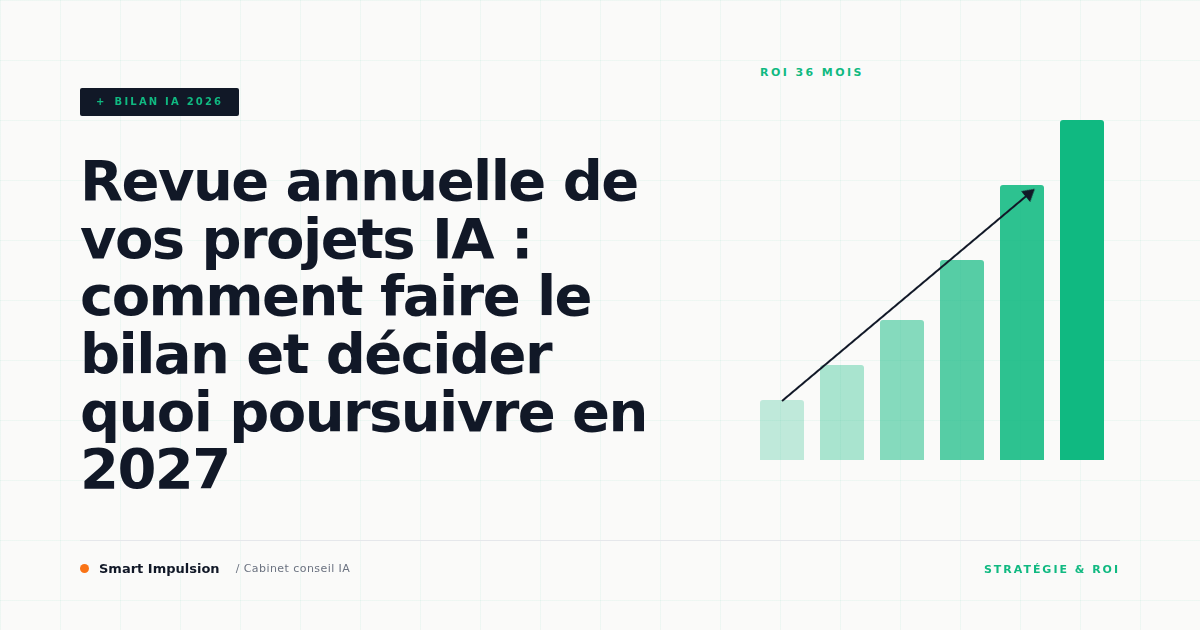 + BILAN IA 2026
Revue annuelle de
vos projets IA :
comment faire le
bilan et décider
quoi poursuivre en
2027
ROI 36 MOIS
Smart Impulsion / Cabinet conseil IA
STRATÉGIE & ROI